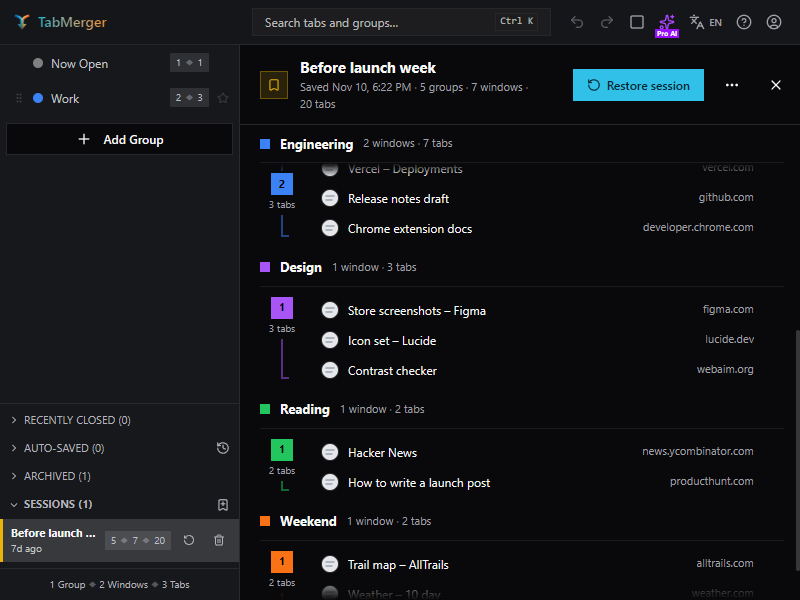 TabMerger
Search tabs and groups...
Ctrl K
Pro AI
EN
Now Open
1 ◆ 1
Work
2 ◆ 3
Add Group
RECENTLY CLOSED (0)
AUTO-SAVED (0)
ARCHIVED (1)
SESSIONS (1)
Before launch ...
7d ago
5 ◆ 7 ◆ 20
1 Group ◆ 2 Windows ◆ 3 Tabs
Before launch week
Saved Nov 10, 6:22 PM · 5 groups · 7 windows ·
20 tabs
Restore session
Engineering 2 windows · 7 tabs
Vercel – Deployments vercel.com
2
3 tabs
Release notes draft github.com
Chrome extension docs developer.chrome.com
Design 1 window · 3 tabs
1
3 tabs
Store screenshots – Figma figma.com
Icon set – Lucide lucide.dev
Contrast checker webaim.org
Reading 1 window · 2 tabs
1
2 tabs
Hacker News news.ycombinator.com
How to write a launch post producthunt.com
Weekend 1 window · 2 tabs
1
2 tabs
Trail map – AllTrails alltrails.com
Weather – 10 day weather.com